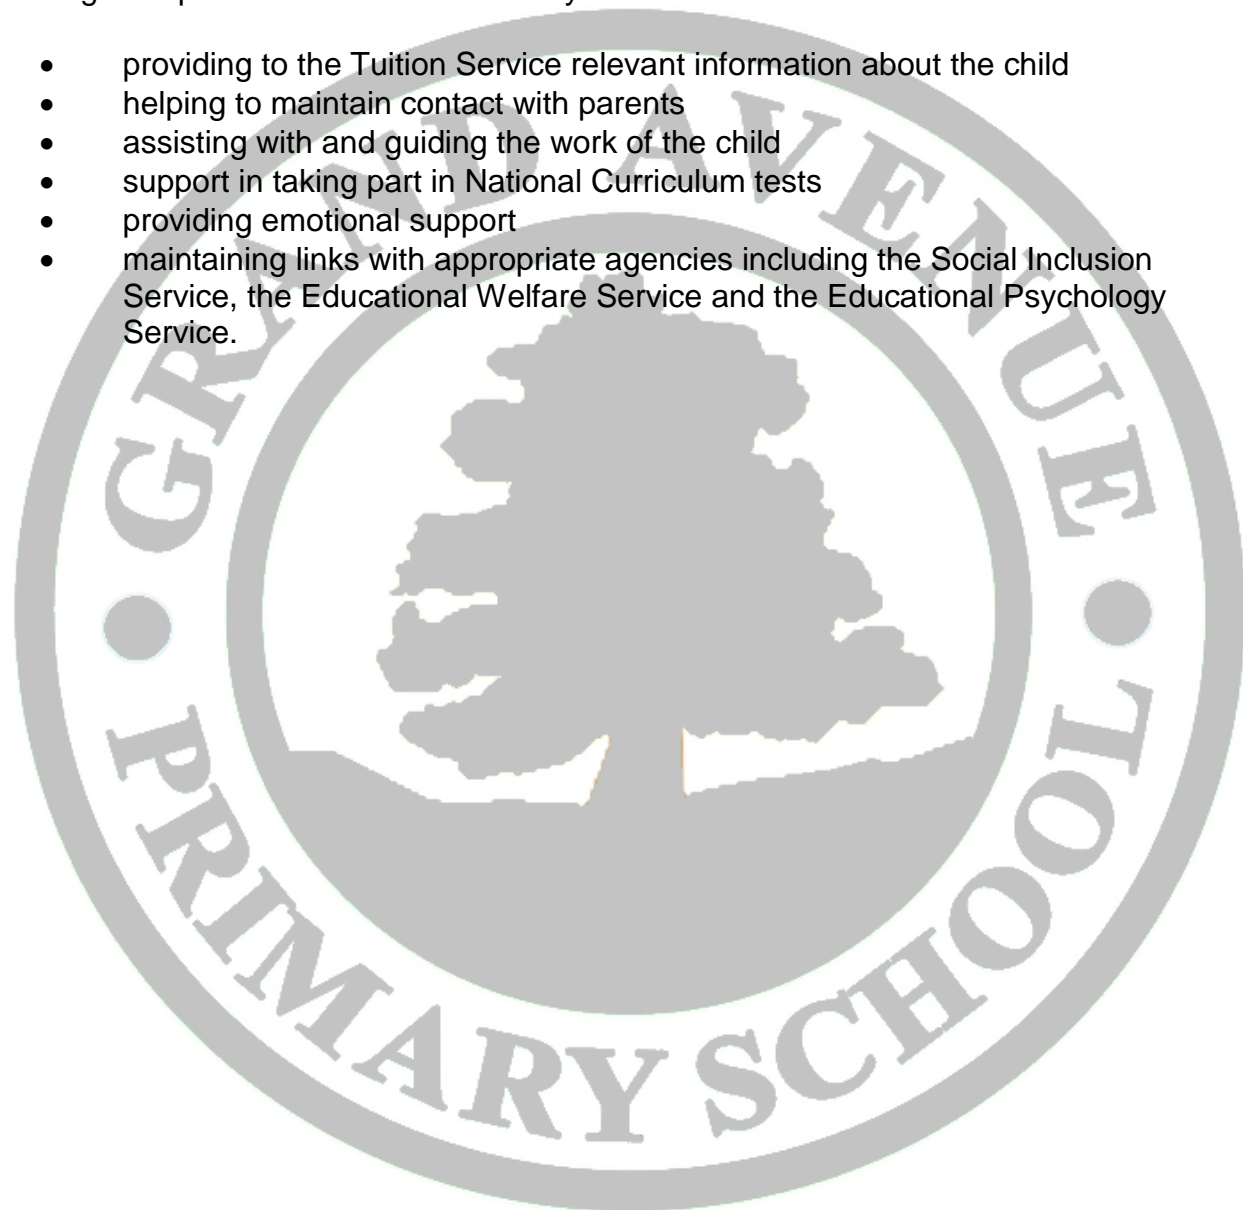 • providing to the Tuition Service relevant information about the child
• helping to maintain contact with parents
• assisting with and guiding the work of the child
• support in taking part in National Curriculum tests
• providing emotional support
• maintaining links with appropriate agencies including the Social Inclusion
Service, the Educational Welfare Service and the Educational Psychology
Service.
GRAND AVENUE
PRIMARY SCHOOL